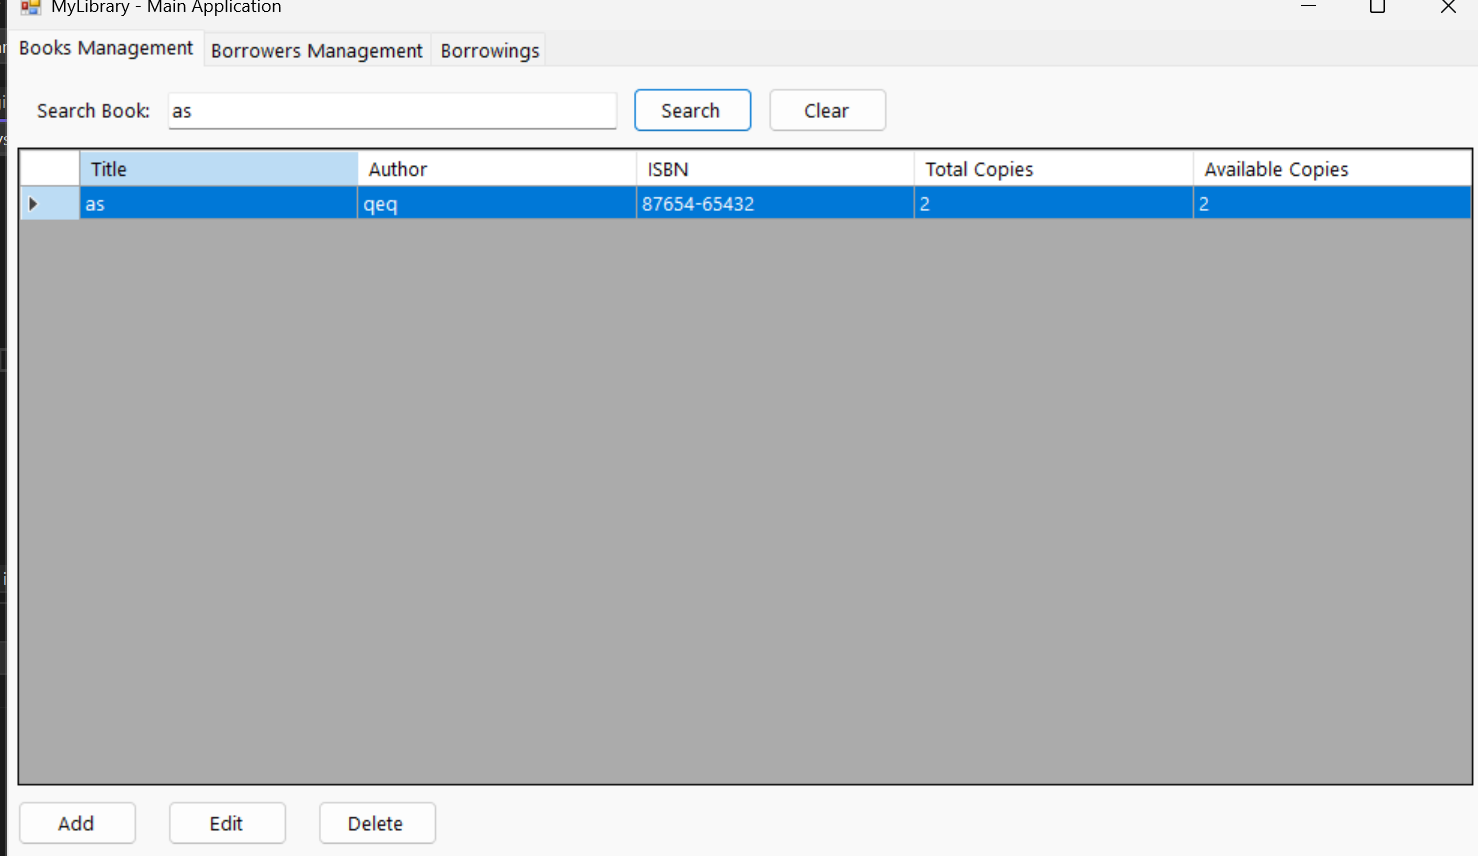 MyLibrary - Main Application
Books Management Borrowers Management Borrowings
Search Book: as Search Clear
Title Author ISBN Total Copies Available Copies
as qeq 87654-65432 2 2
Add Edit Delete